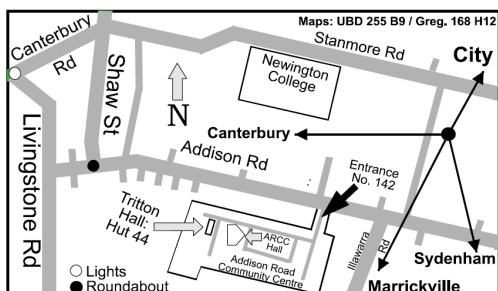 Maps: UBD 255 B9 / Greg. 168 H12
Canterbury
Rd
Stanmore Rd
City
Shaw St
Newington
College
N
Canterbury
Livingstone Rd
Addison Rd
Entrance
No. 142
Tritton
Hall:
Hut 44
ARCC
Hall
Addison Road
Community Centre
Illawarra
Rd
Sydenham
Marrickville
Lights
Roundabout